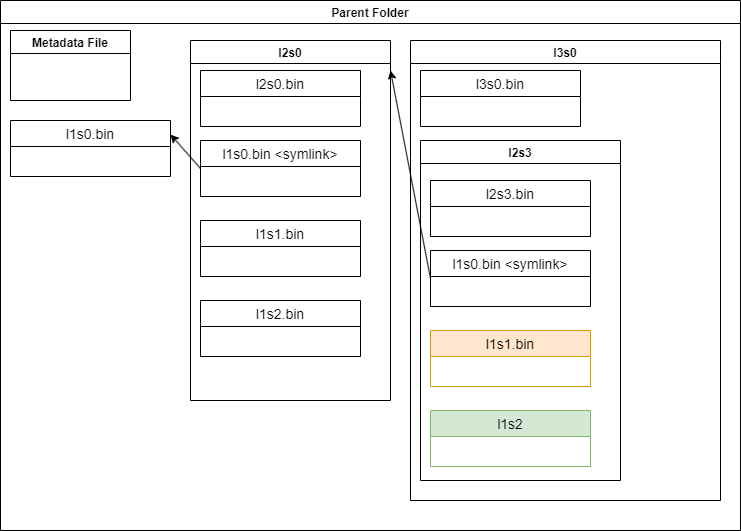 Parent Folder
Metadata File
l1s0.bin
l2s0
l2s0.bin
l1s0.bin <symlink>
l1s1.bin
l1s2.bin
l3s0
l3s0.bin
l2s3
l2s3.bin
l1s0.bin <symlink>
l1s1.bin
l1s2